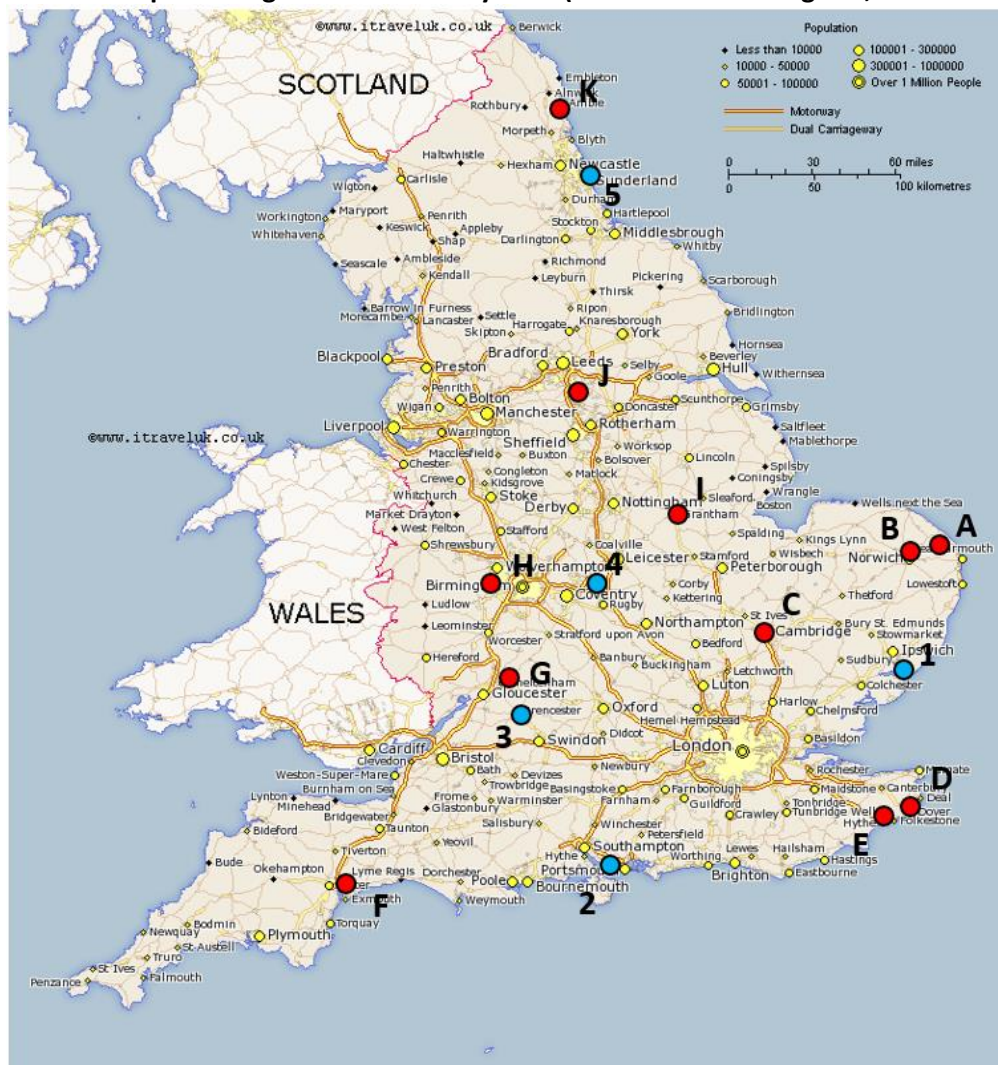 ©www.itraveluk.co.uk
Berwick
Population
Less than 10000
100001 - 300000
10000 - 50000
300001 - 1000000
50001 - 100000
Over 1 Million People
Motorway
Dual Carriageway
0 30 60 miles
0 50 100 kilometres
SCOTLAND
Embleton
Alnwick
K
Amble
Rothbury
Morpeth
Blyth
Haltwhistle
Hexham
Newcastle
Carlisle
Sunderland
5
Wigton
Durham
Maryport
Penrith
Hartlepool
Workington
Stockton
Keswick
Appleby
Whitehaven
Shap
Darlington
Middlesbrough
Whitby
Ambleside
Richmond
Seascale
Kendall
Leyburn
Pickering
Scarborough
Thirsk
Barrow In Furness
Ripon
Morecambe
Lancaster
Settle
Harrogate
Knaresborough
Bridlington
Skipton
York
Hornsea
Blackpool
Preston
Bradford
Leeds
Selby
Beverley
Hull
Withernsea
Goole
J
Penrith
Bolton
Scunthorpe
Wigan
Manchester
Doncaster
Grimsby
Liverpool
Warrington
Rotherham
Saltfleet
©www.itraveluk.co.uk
Sheffield
Mablethorpe
Macclesfield
Buxton
Worksop
Chester
Bolsover
Lincoln
Spilsby
Congleton
Matlock
Coningsby
Crewe
Kidsgrove
Wrangle
Whitchurch
Stoke
I
Sleaford
Boston
Wells next the Sea
Market Drayton
Derby
Nottingham
Grantham
West Felton
Stafford
Spalding
Kings Lynn
B
A
Shrewsbury
Coalville
Leicester
Stamford
Wisbech
Norwich
Peterborough
H
4
Lowestoft
Birmingham
Corby
Thetford
WALES
Ludlow
Coventry
Kettering
Rugby
C
St Ives
Leominster
Northampton
Bury St. Edmunds
Worcester
Stratford upon Avon
Cambridge
Stowmarket
Bedford
Hereford
Banbury
Ipswich
1
Buckingham
Letchworth
Sudbury
G
Gloucester
Luton
Colchester
Oxford
Harlow
3
Hemel Hempstead
Chelmsford
Didcot
Swindon
London
Basildon
Cardiff
Clevedon
Bristol
Weston-Super-Mare
Bath
Newbury
Rochester
Burnham on Sea
Devizes
Farnborough
Maidstone
Canterbury
D
Trowbridge
Basingstoke
Deal
Lynton
Frome
Warminster
Farnham
Guildford
Tonbridge
Minehead
Glastonbury
Tunbridge
Dover
Bridgewater
Salisbury
Winchester
Crawley
Hythe
Folkestone
E
Bideford
Taunton
Petersfield
Yeovil
Southampton
Lewes
Hailsham
Tiverton
Hythe
Worthing
Hastings
Bude
Okehampton
Lyme Regis
Dorchester
Portsmouth
Brighton
Eastbourne
Poole
Bournemouth
F
Exmouth
Weymouth
2
Torquay
Bodmin
Newquay
Plymouth
St Austell
Truro
St Ives
Falmouth
Penzance